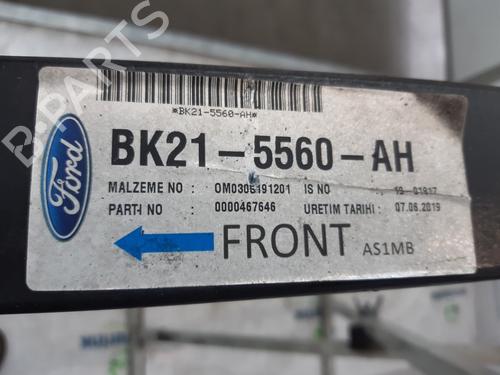 *BK21-5560-AH*
Ford
BK21-5560-AH
MALZEME NO : OM0306191201 IS NO :
PART-I NO : 0000467646 URETIM TARIHI : 07.06.2019
FRONT AS1MB
B-PARTS